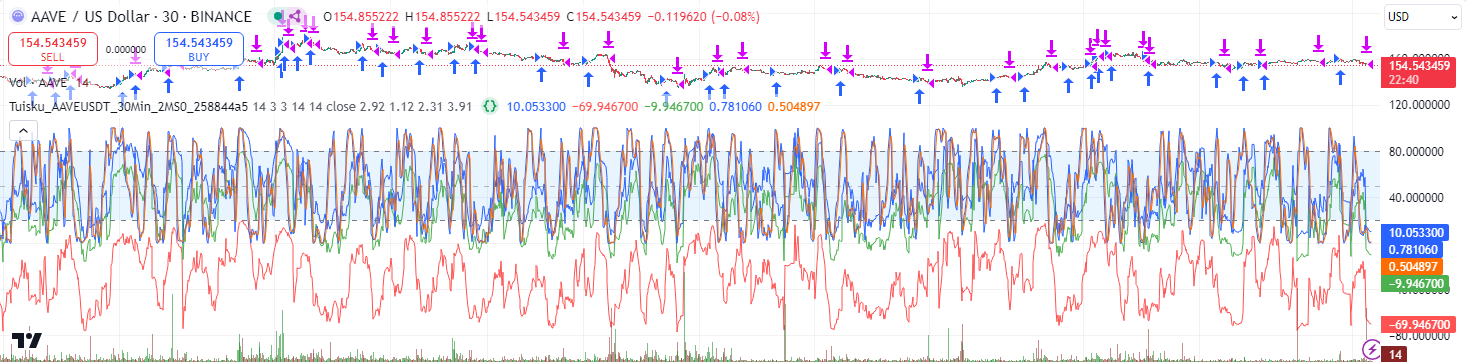 AAVE / US Dollar · 30 · BINANCE O154.855222 H154.855222 L154.543459 C154.543459 −0.119620 (−0.08%)
USD
154.543459 SELL
0.000000
154.543459 BUY
154.543459
22:40
Vol · AAVE 14
120.000000
Tuisku_AAVEUSDT_30Min_2MS0_258844a5 14 3 3 14 14 close 2.92 1.12 2.31 3.91 10.053300 −69.946700 −9.946700 0.781060 0.504897
80.000000
40.000000
10.053300
0.781060
0.504897
−9.946700
−69.946700
−80.000000
14